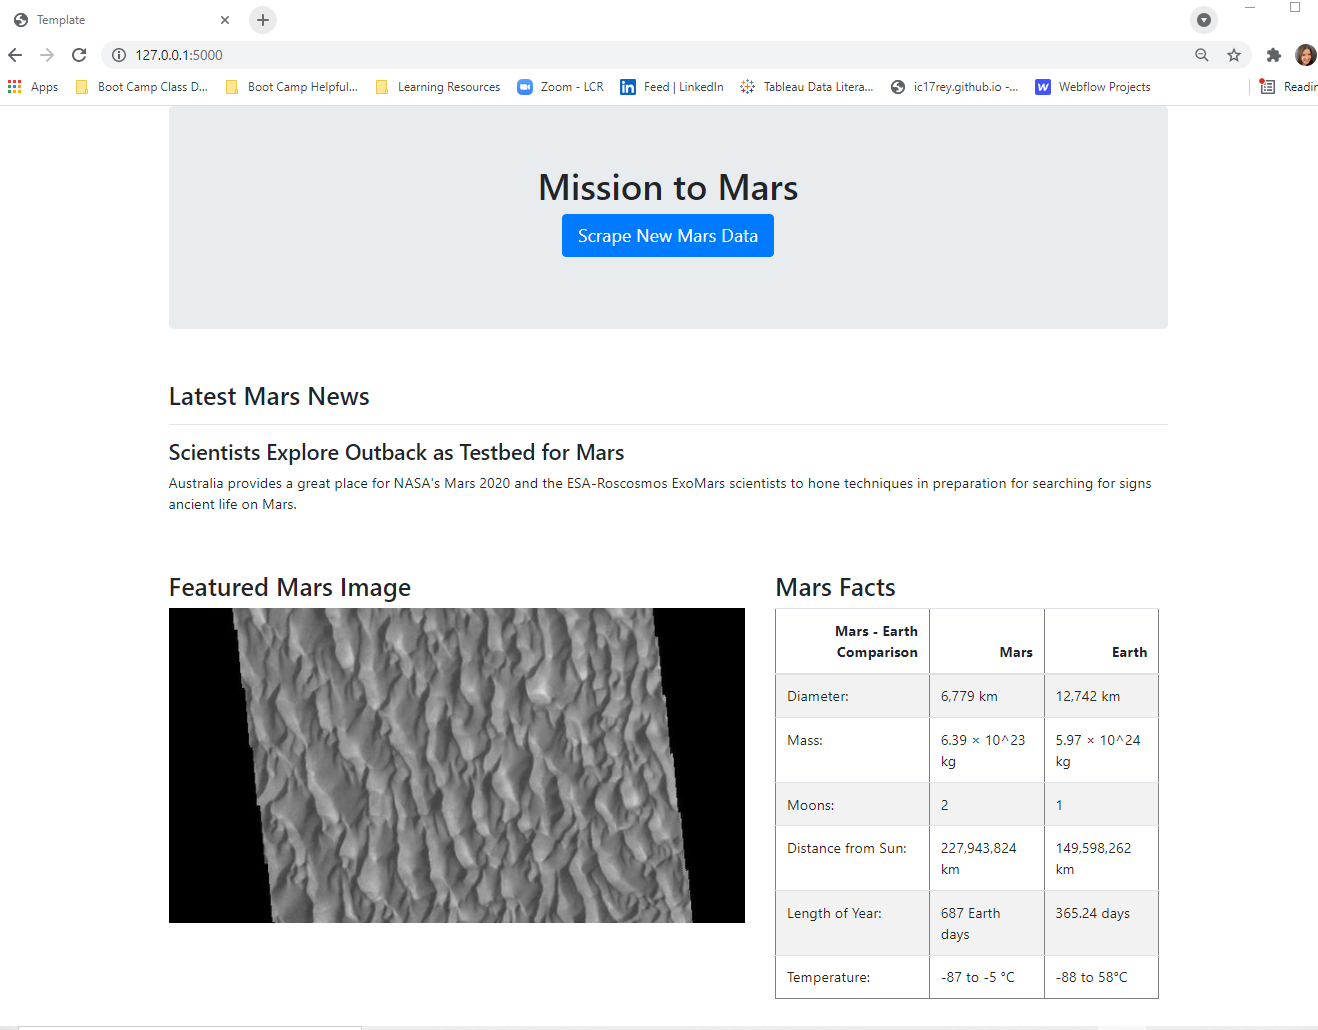 Template
127.0.0.1:5000
Apps
Boot Camp Class D...
Boot Camp Helpful...
Learning Resources
Zoom - LCR
Feed | LinkedIn
Tableau Data Litera...
ic17rey.github.io -...
Webflow Projects
Readin
Mission to Mars
Scrape New Mars Data
Latest Mars News
Scientists Explore Outback as Testbed for Mars
Australia provides a great place for NASA's Mars 2020 and the ESA-Roscosmos ExoMars scientists to hone techniques in preparation for searching for signs
ancient life on Mars.
Featured Mars Image
Mars Facts
Mars - Earth
Comparison
Mars
Earth
Diameter:
6,779 km
12,742 km
Mass:
6.39 × 10^23
kg
5.97 × 10^24
kg
Moons:
2
1
Distance from Sun:
227,943,824
km
149,598,262
km
Length of Year:
687 Earth
days
365.24 days
Temperature:
-87 to -5 °C
-88 to 58°C